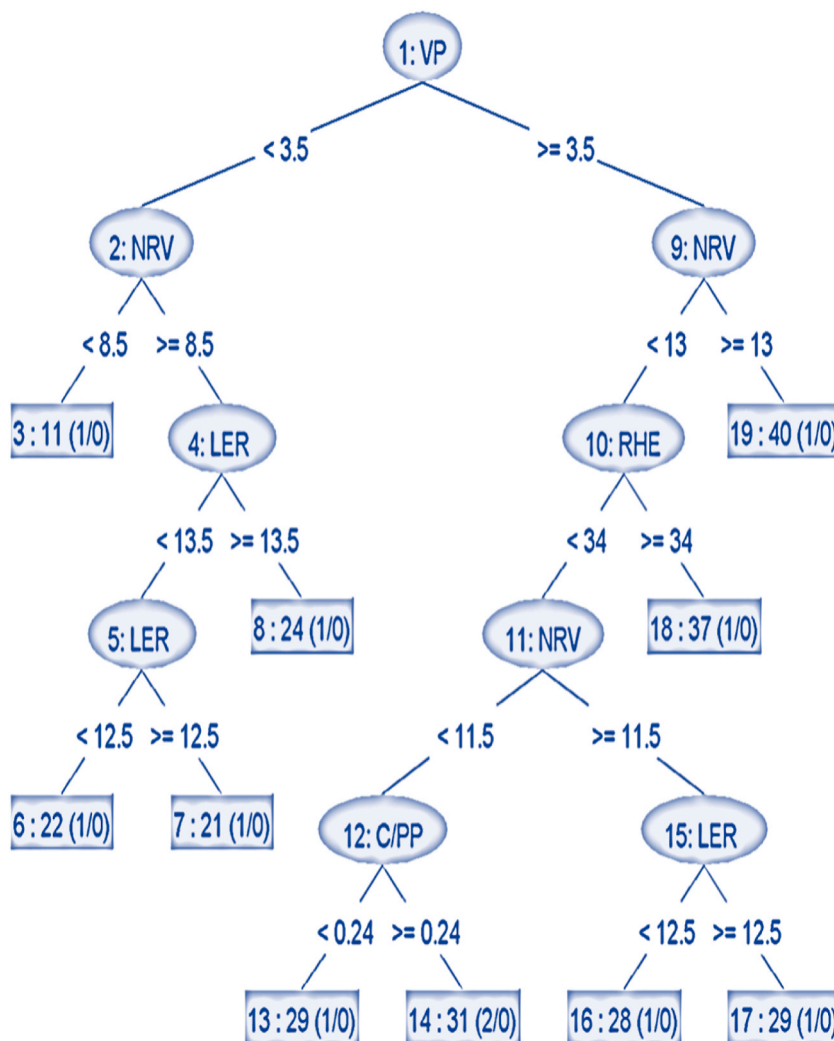 1: VP
< 3.5
>= 3.5
2: NRV
9: NRV
< 8.5
>= 8.5
< 13
>= 13
3 : 11 (1/0)
4: LER
10: RHE
19 : 40 (1/0)
< 13.5
>= 13.5
< 34
>= 34
5: LER
8 : 24 (1/0)
11: NRV
18 : 37 (1/0)
< 12.5
>= 12.5
< 11.5
>= 11.5
6 : 22 (1/0)
7 : 21 (1/0)
12: C/PP
15: LER
< 0.24
>= 0.24
< 12.5
>= 12.5
13 : 29 (1/0)
14 : 31 (2/0)
16 : 28 (1/0)
17 : 29 (1/0)